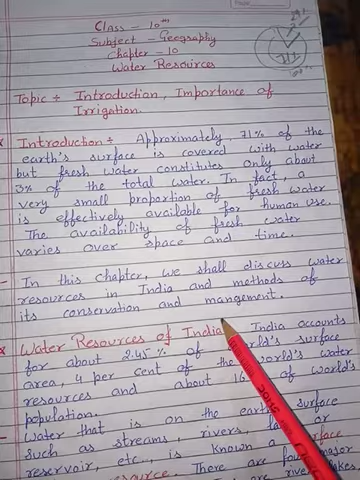 Class - 10th
Subject - Geography
Chapter - 10
Water Resources
Topic ÷ Introduction, Importance of
Irrigation.
Introduction ÷ Approximately, 71% of the
earth's surface is covered with water
but fresh water constitutes only about
3% of the total water. In fact, a
very small proportion of fresh water
is effectively available for human use.
The availability of fresh water
varies over space and time.
- In this chapter, we shall discuss water
resources in India and methods of
its conservation and mangement.
Water Resources of India India accounts
for about 2.45% of world's surface
area, 4 per cent of the world's water
resources and about 16 of world's
population.
- Water that is on the earth surface
such as streams, rivers, or
reservoir, etc., is known a surface
There are four major
are rivers lakes,